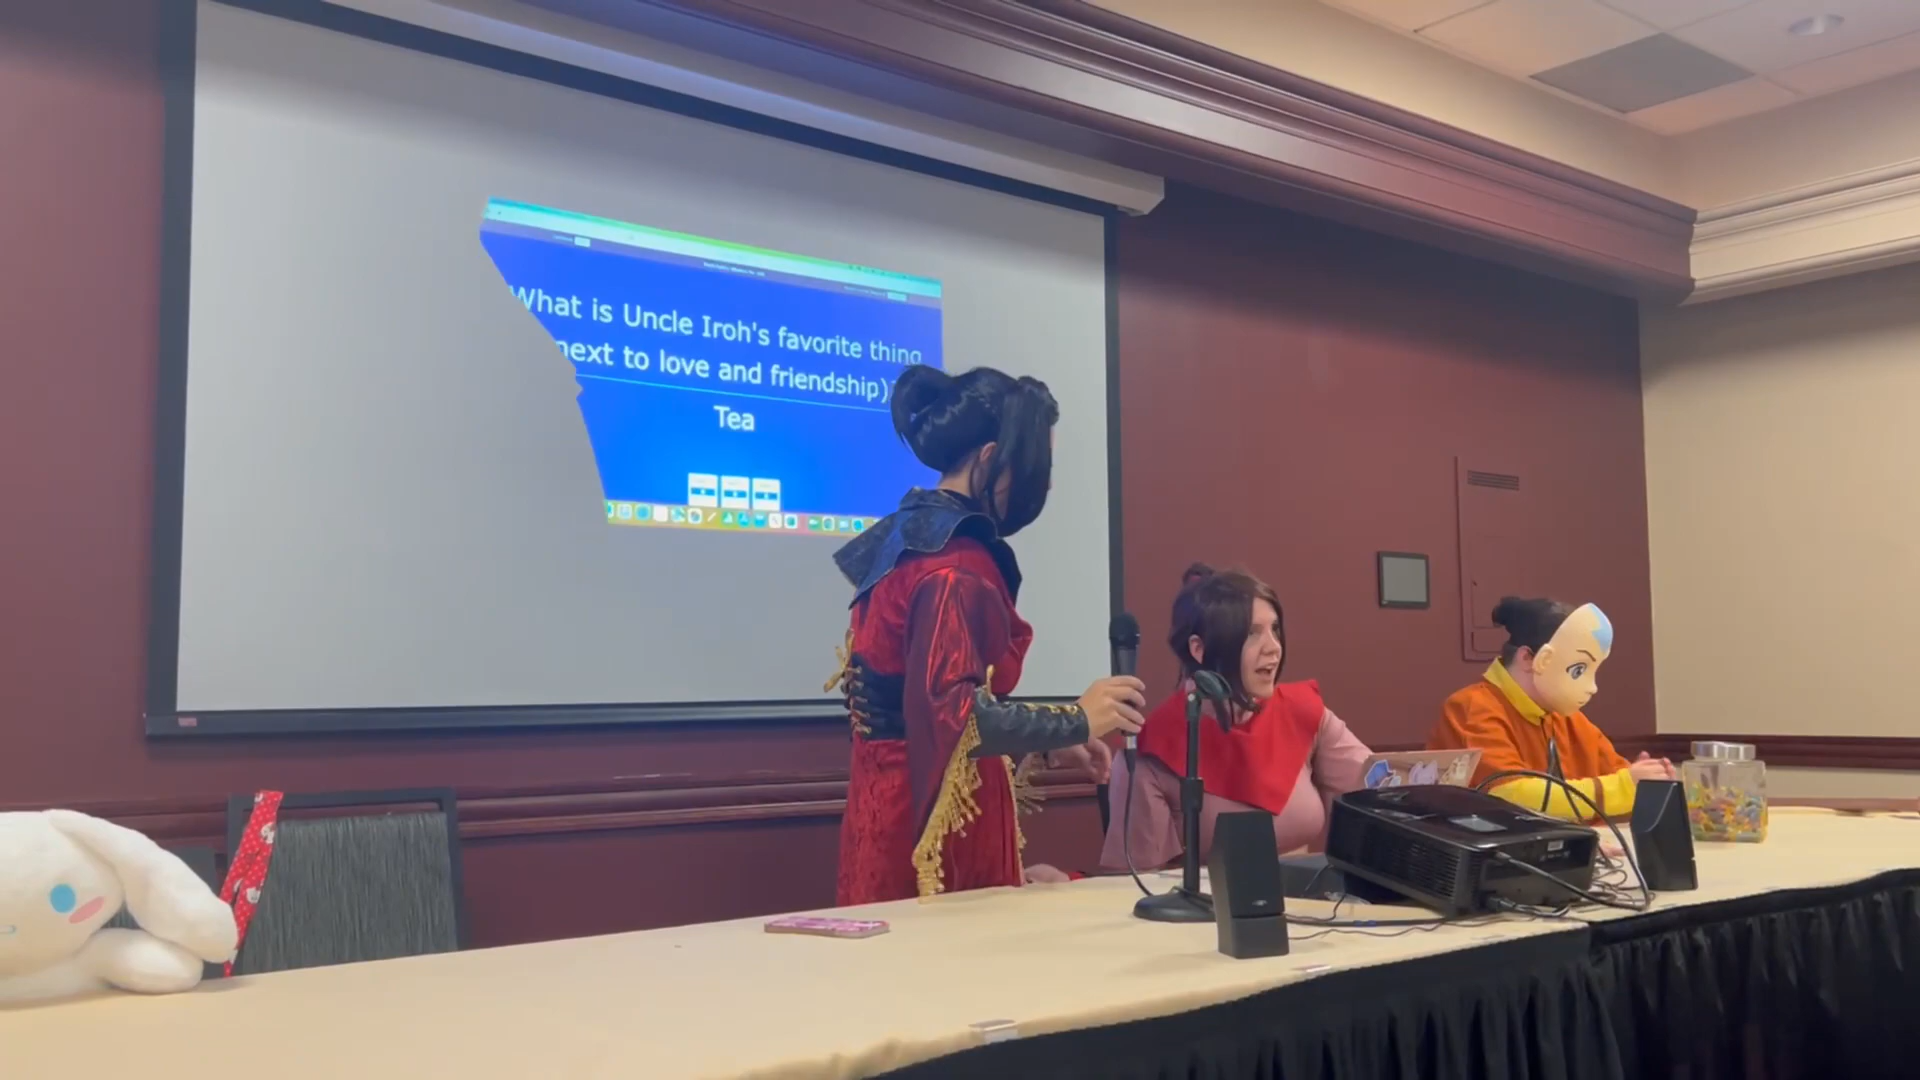 What is Uncle Iroh's favorite thing
next to love and friendship)?
Tea